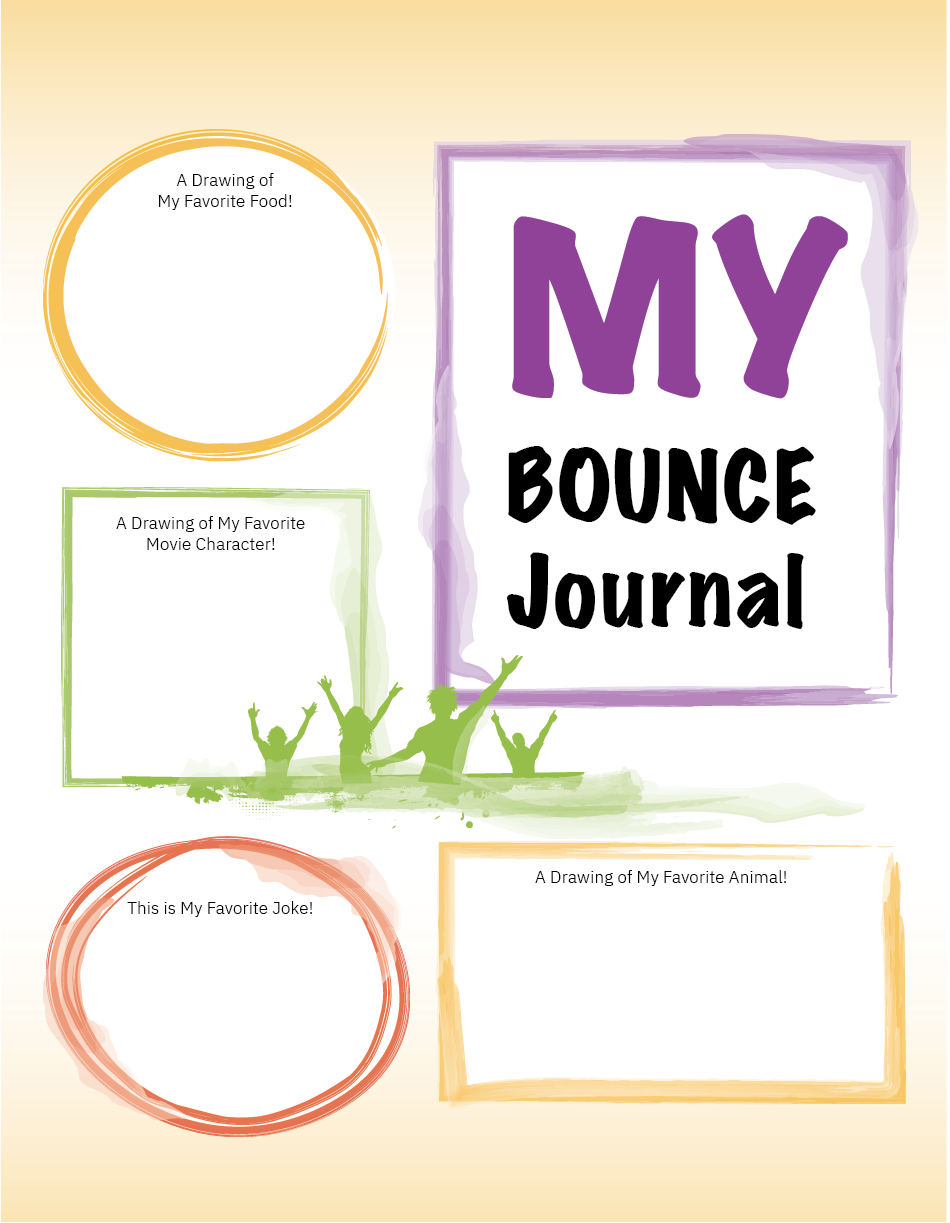 A Drawing of
My Favorite Food!
MY
BOUNCE
Journal
A Drawing of My Favorite
Movie Character!
This is My Favorite Joke!
A Drawing of My Favorite Animal!